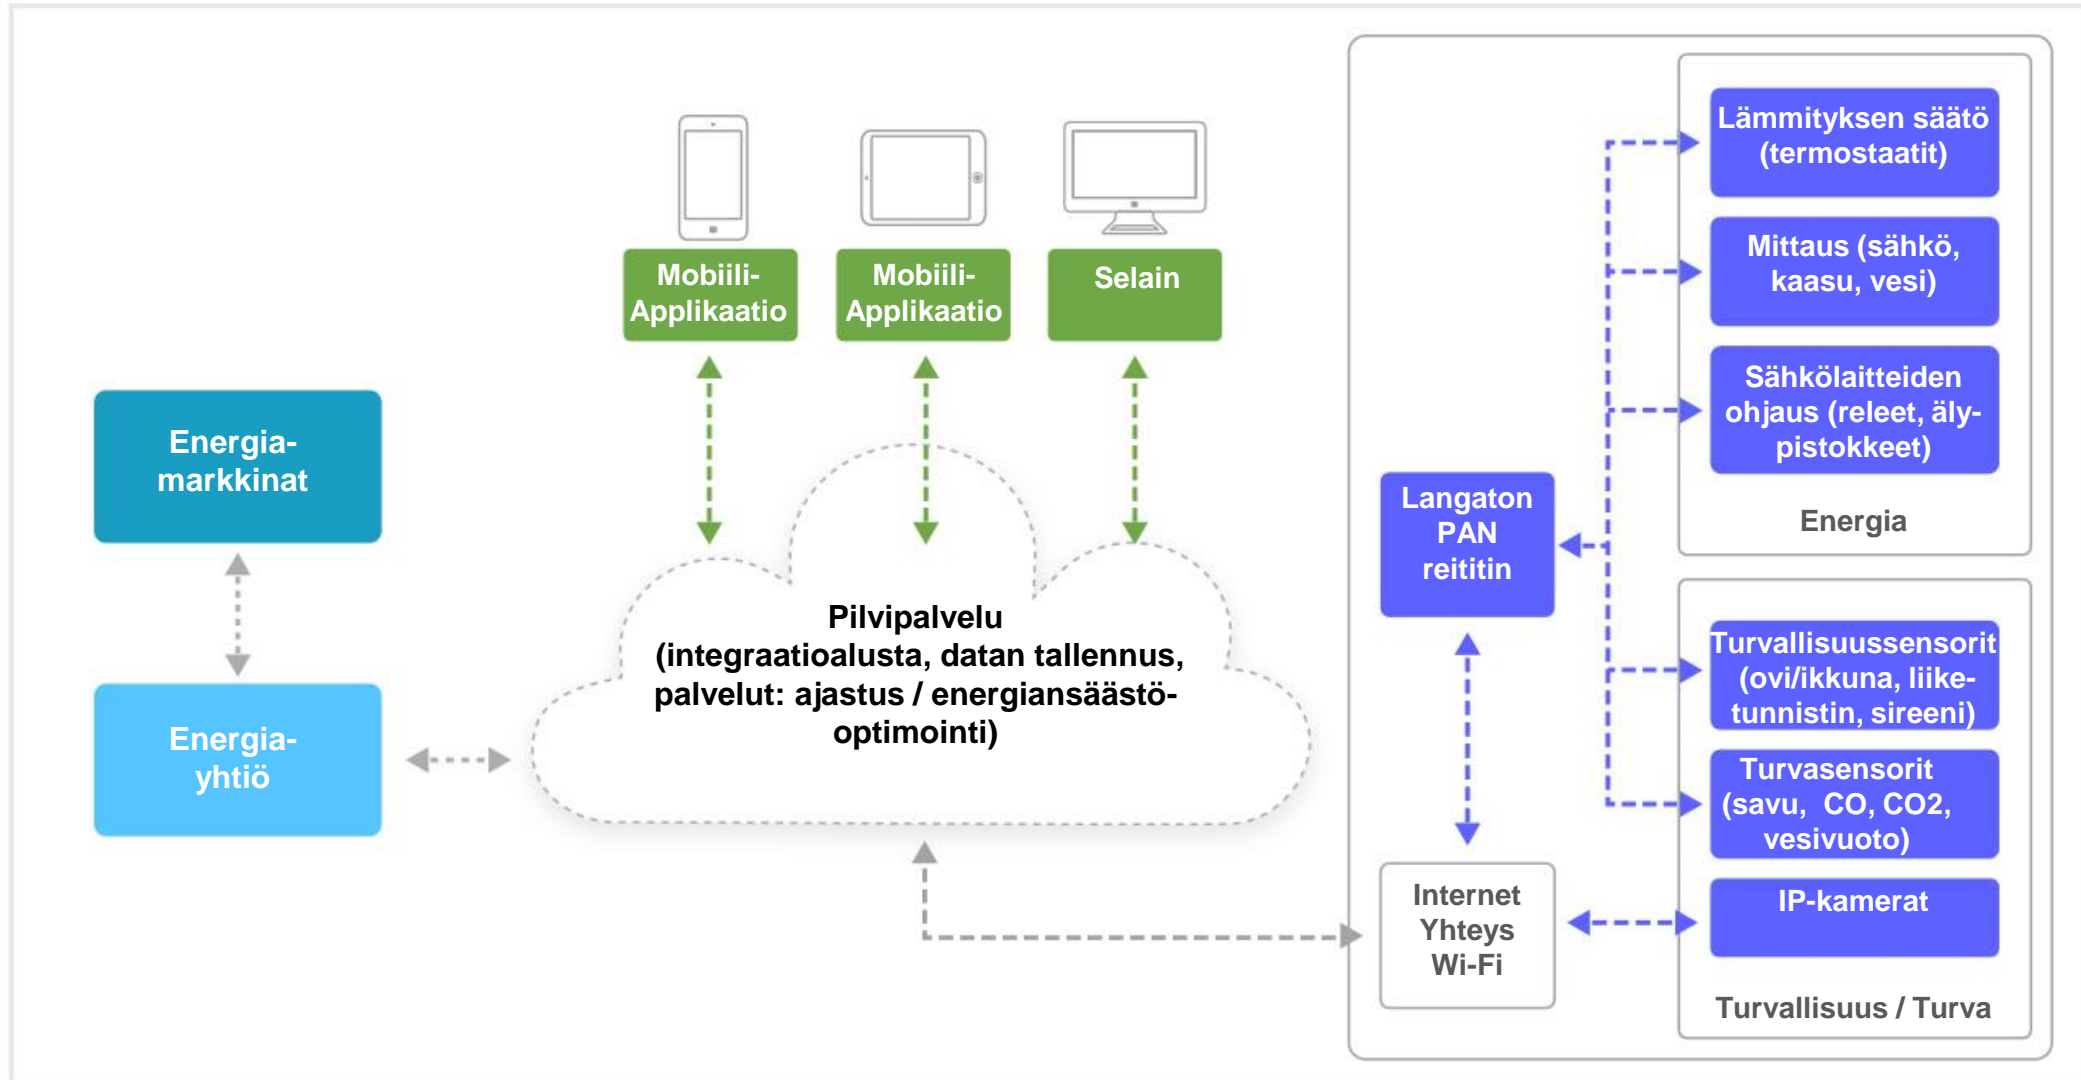 Mobiili-
Applikaatio
Mobiili-
Applikaatio
Selain
Energia-
markkinat
Energia-
yhtiö
Pilvipalvelu
(integraatioalusta, datan tallennus,
palvelut: ajastus / energiansäästö-
optimointi)
Langaton
PAN
reititin
Internet
Yhteys
Wi-Fi
Lämmityksen säätö
(termostaatit)
Mittaus (sähkö,
kaasu, vesi)
Sähkölaitteiden
ohjaus (releet, äly-
pistokkeet)
Energia
Turvallisuussensorit
(ovi/ikkuna, liike-
tunnistin, sireeni)
Turvasensorit
(savu, CO, CO2,
vesivuoto)
IP-kamerat
Turvallisuus / Turva